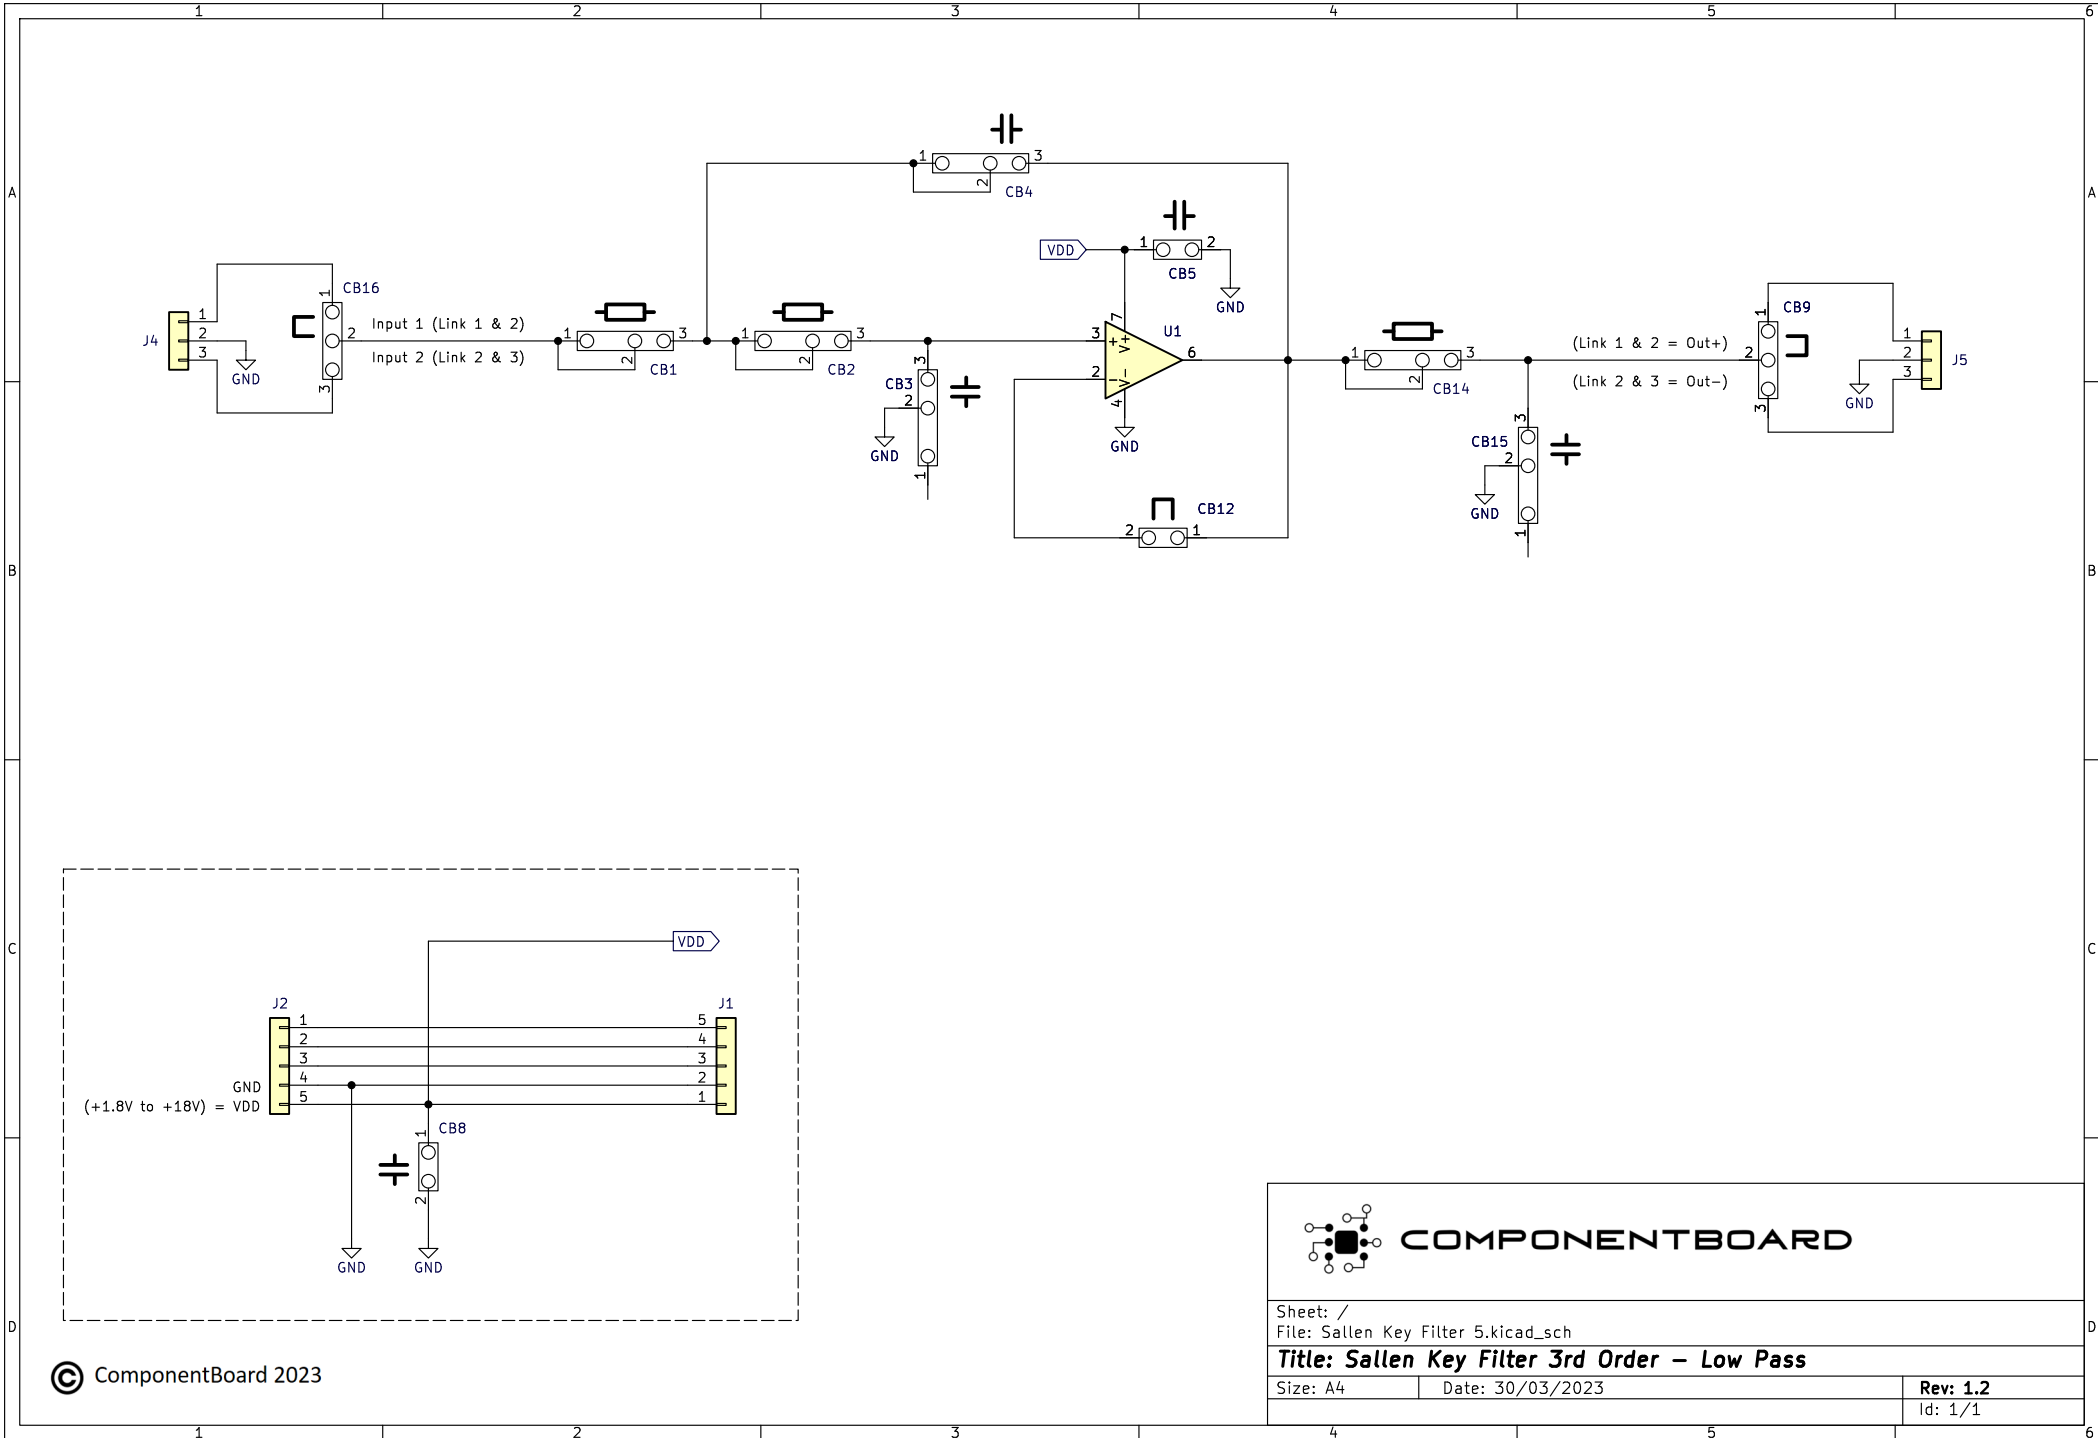 1 2 3 4 5 6
A A
B B
C C
D D
1 3
2
CB4
VDD
1 2
CB5
GND
J4
1
2
3
GND
CB16
1
2
3
Input 1 (Link 1 & 2)
Input 2 (Link 2 & 3)
1 3
2
CB1
1 3
2
CB2
CB3
3
2
1
GND
U1
3 +
2 −
V+
V−
7
6
4
GND
CB12
2 1
1 3
2
CB14
CB15
3
2
1
GND
(Link 1 & 2 = Out+)
(Link 2 & 3 = Out−)
CB9
1
2
3
GND
1
2
3
J5
VDD
J2 J1
1 5
2 4
3 3
GND 4 2
(+1.8V to +18V) = VDD 5 1
CB8
1
2
GND GND
© ComponentBoard 2023
COMPONENTBOARD
Sheet: /
File: Sallen Key Filter 5.kicad_sch
Title: Sallen Key Filter 3rd Order − Low Pass
Size: A4 Date: 30/03/2023 Rev: 1.2
Id: 1/1
1 2 3 4 5 6